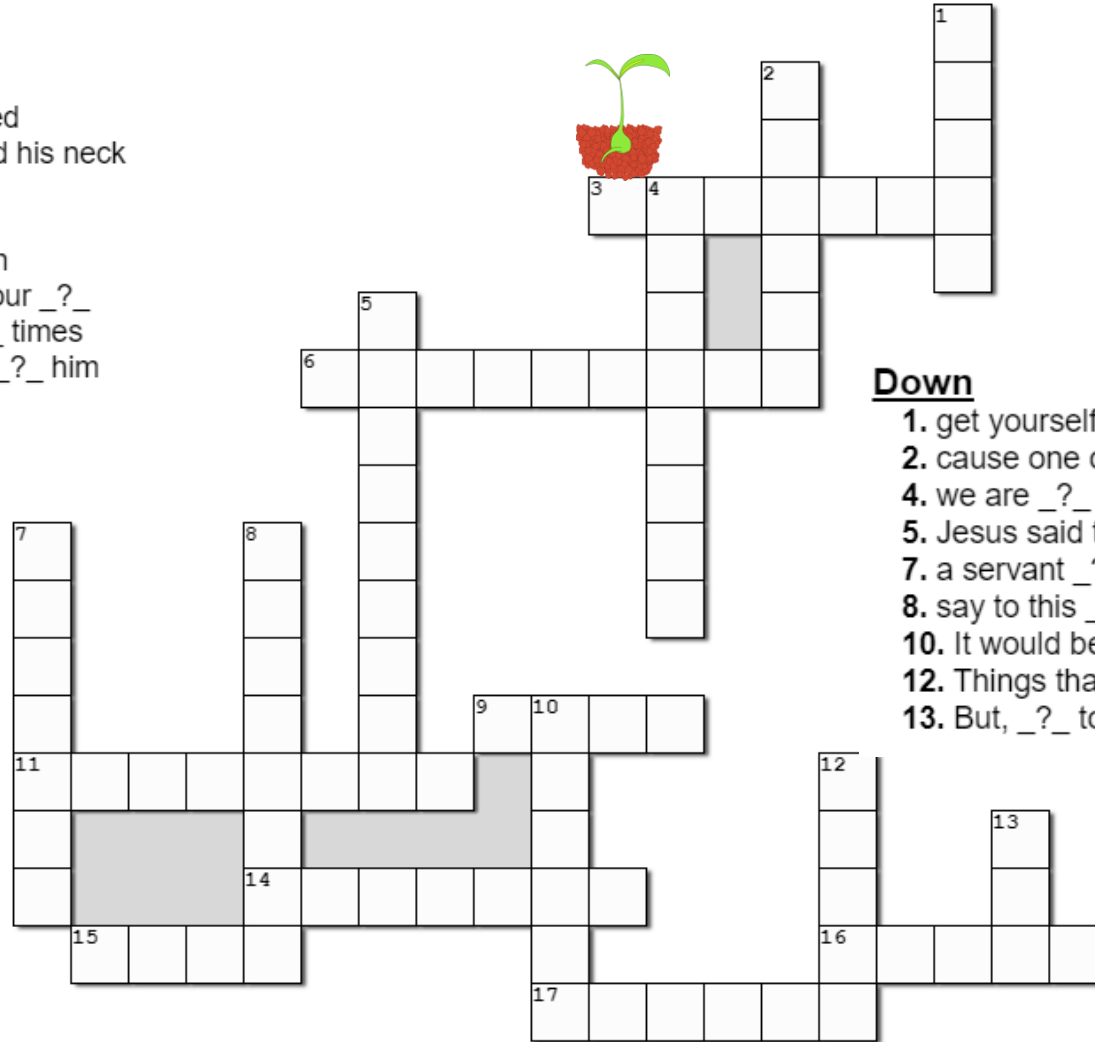 1
2
ed
d his neck
3 4
n
our _?_
_ times
_?_ him
5
6
Down
1. get yourself
2. cause one
4. we are _?_
5. Jesus said
7. a servant
8. say to this
10. It would be
12. Things tha
13. But, _?_ to
7 8
9 10
11 12
13
14
15 16
17